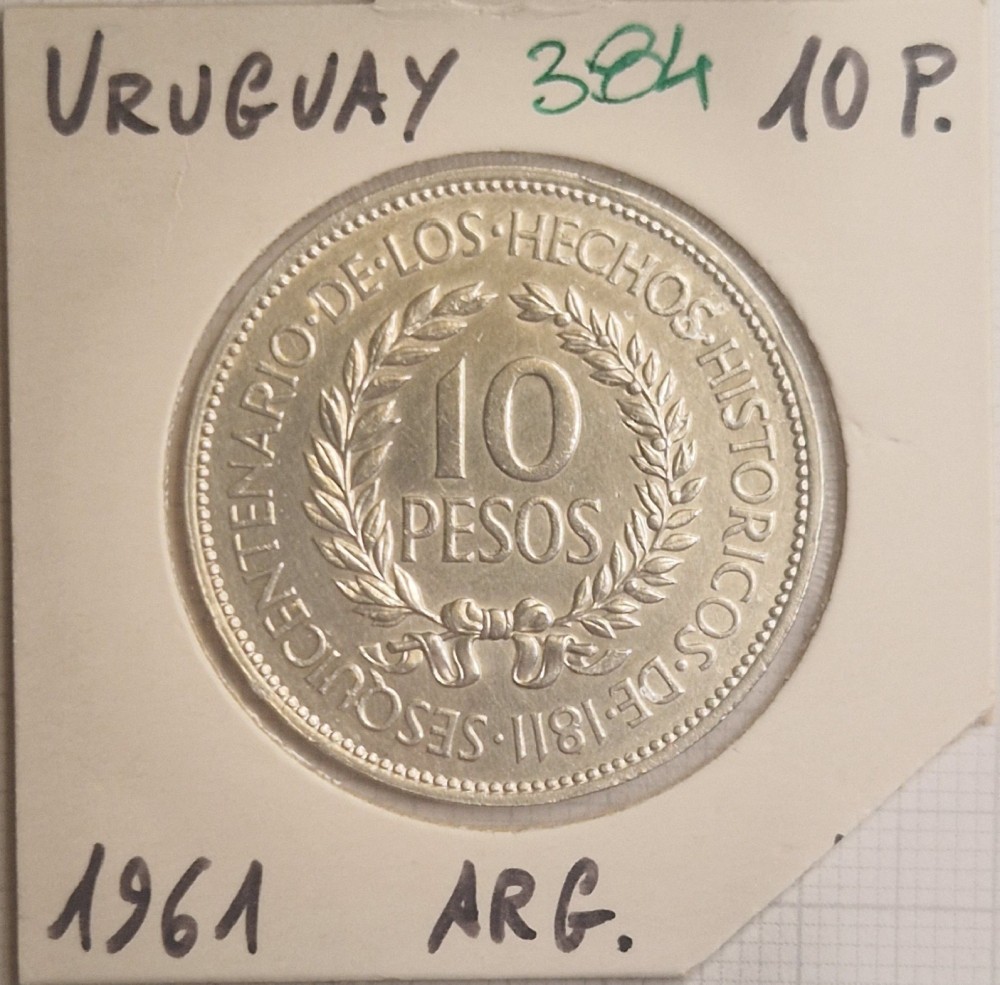 URUGUAY 384 10 P.
SESQUICENTENARIO·DE·LOS·HECHOS·HISTORICOS·DE·1811·
10
PESOS
1961 ARG.